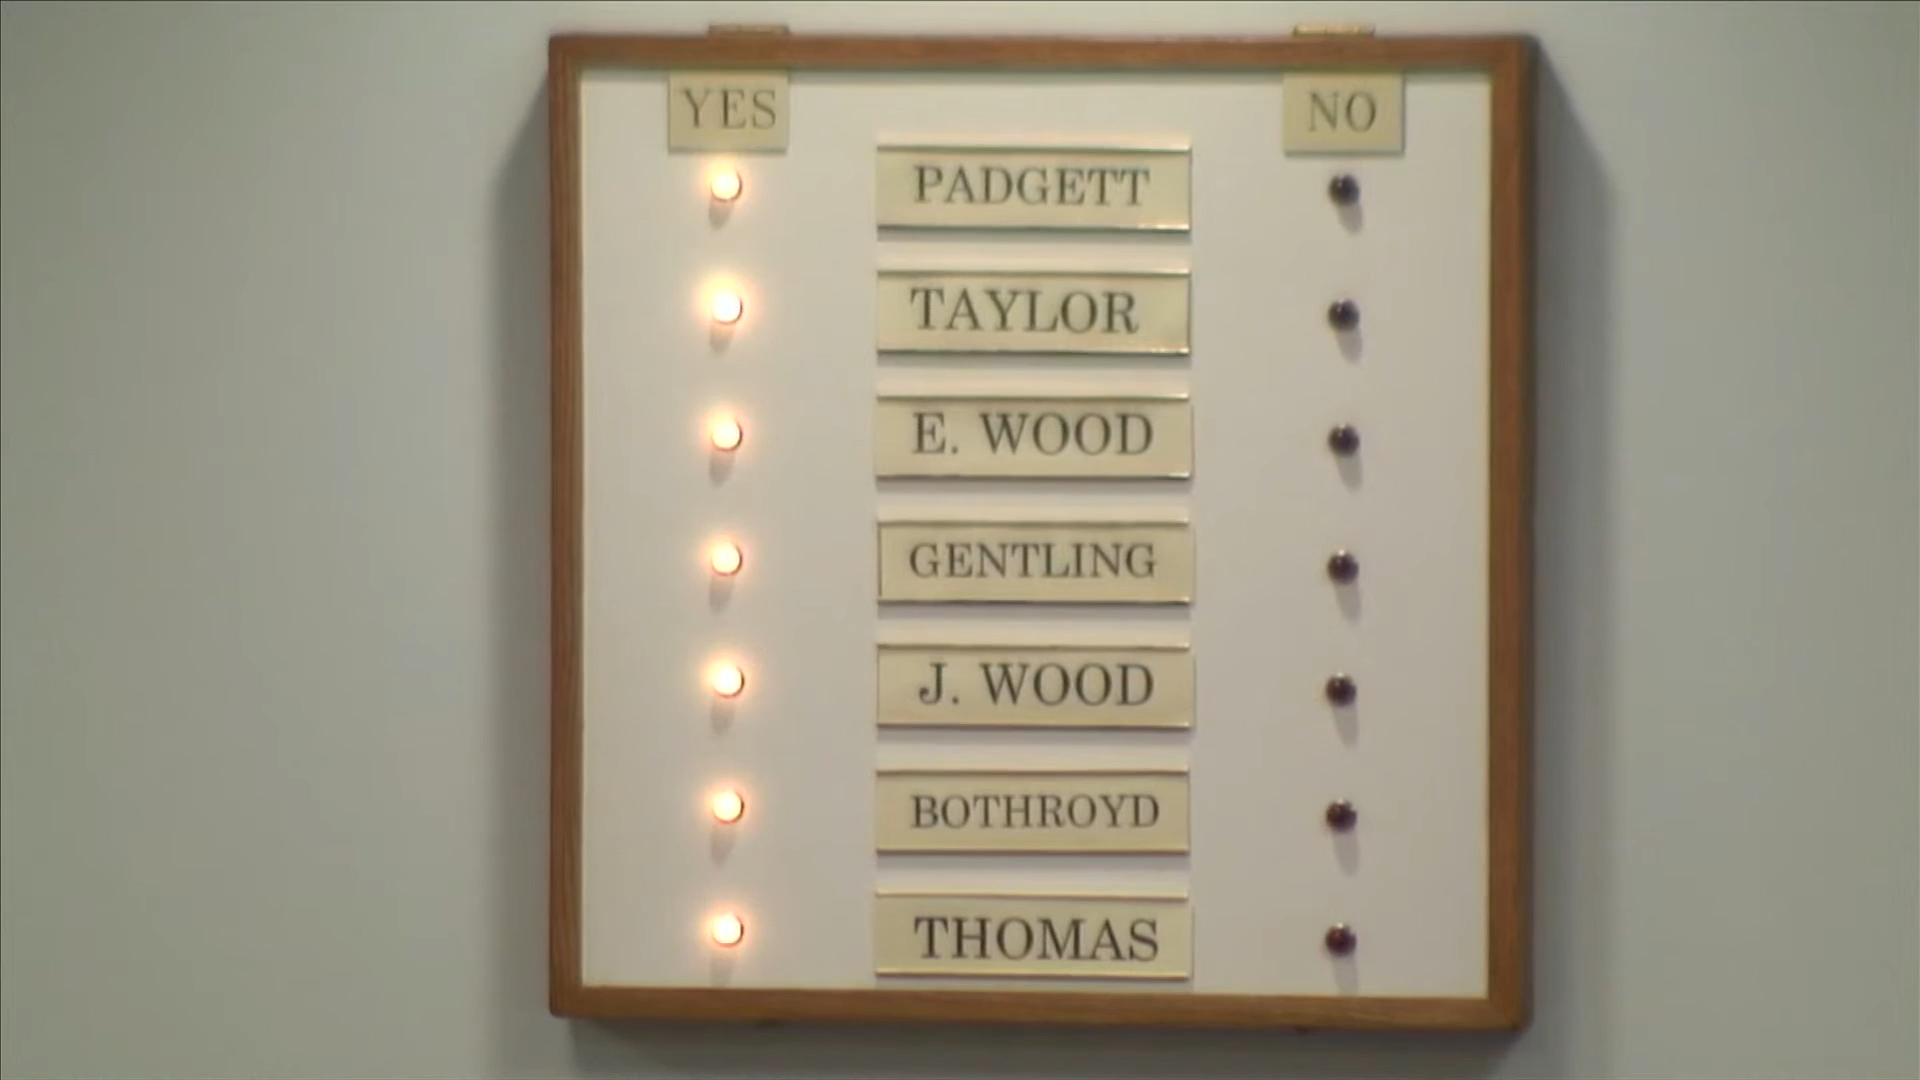 YES NO
PADGETT
TAYLOR
E. WOOD
GENTLING
J. WOOD
BOTHROYD
THOMAS